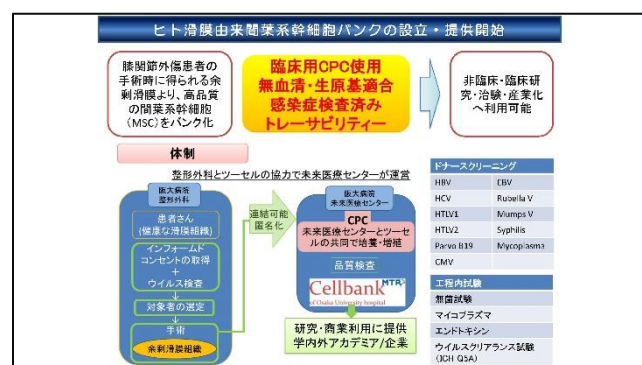 ヒト滑膜由来間葉系幹細胞バンクの設立・提供開始
膝関節外傷患者の
手術時に得られる余
剰滑膜より、高品質
の間葉系幹細胞
（MSC）をバンク化
臨床用CPC使用
無血清・生原基適合
感染症検査済み
トレーサビリティー
非臨床・臨床研
究・治験・産業化
へ利用可能
体制
整形外科とツーセルの協力で未来医療センターが運営
阪大病院
整形外科
患者さん
(健康な滑膜組織)
インフォームド
コンセントの取得
＋
ウイルス検査
対象者の選定
手術
余剰滑膜組織
連結可能
匿名化
阪大病院
未来医療センター
CPC
未来医療センターとツー
セルの共同で培養・増殖
品質検査
Cellbank MTR
of Osaka University hospital
研究・商業利用に提供
学内外アカデミア/企業
ドナースクリーニング
HBV EBV
HCV Rubella V
HTLV1 Mumps V
HTLV2 Syphilis
Parvo B19 Mycoplasma
CMV
工程内試験
無菌試験
マイコプラズマ
エンドトキシン
ウイルスクリアランス試験
(ICH Q5A)